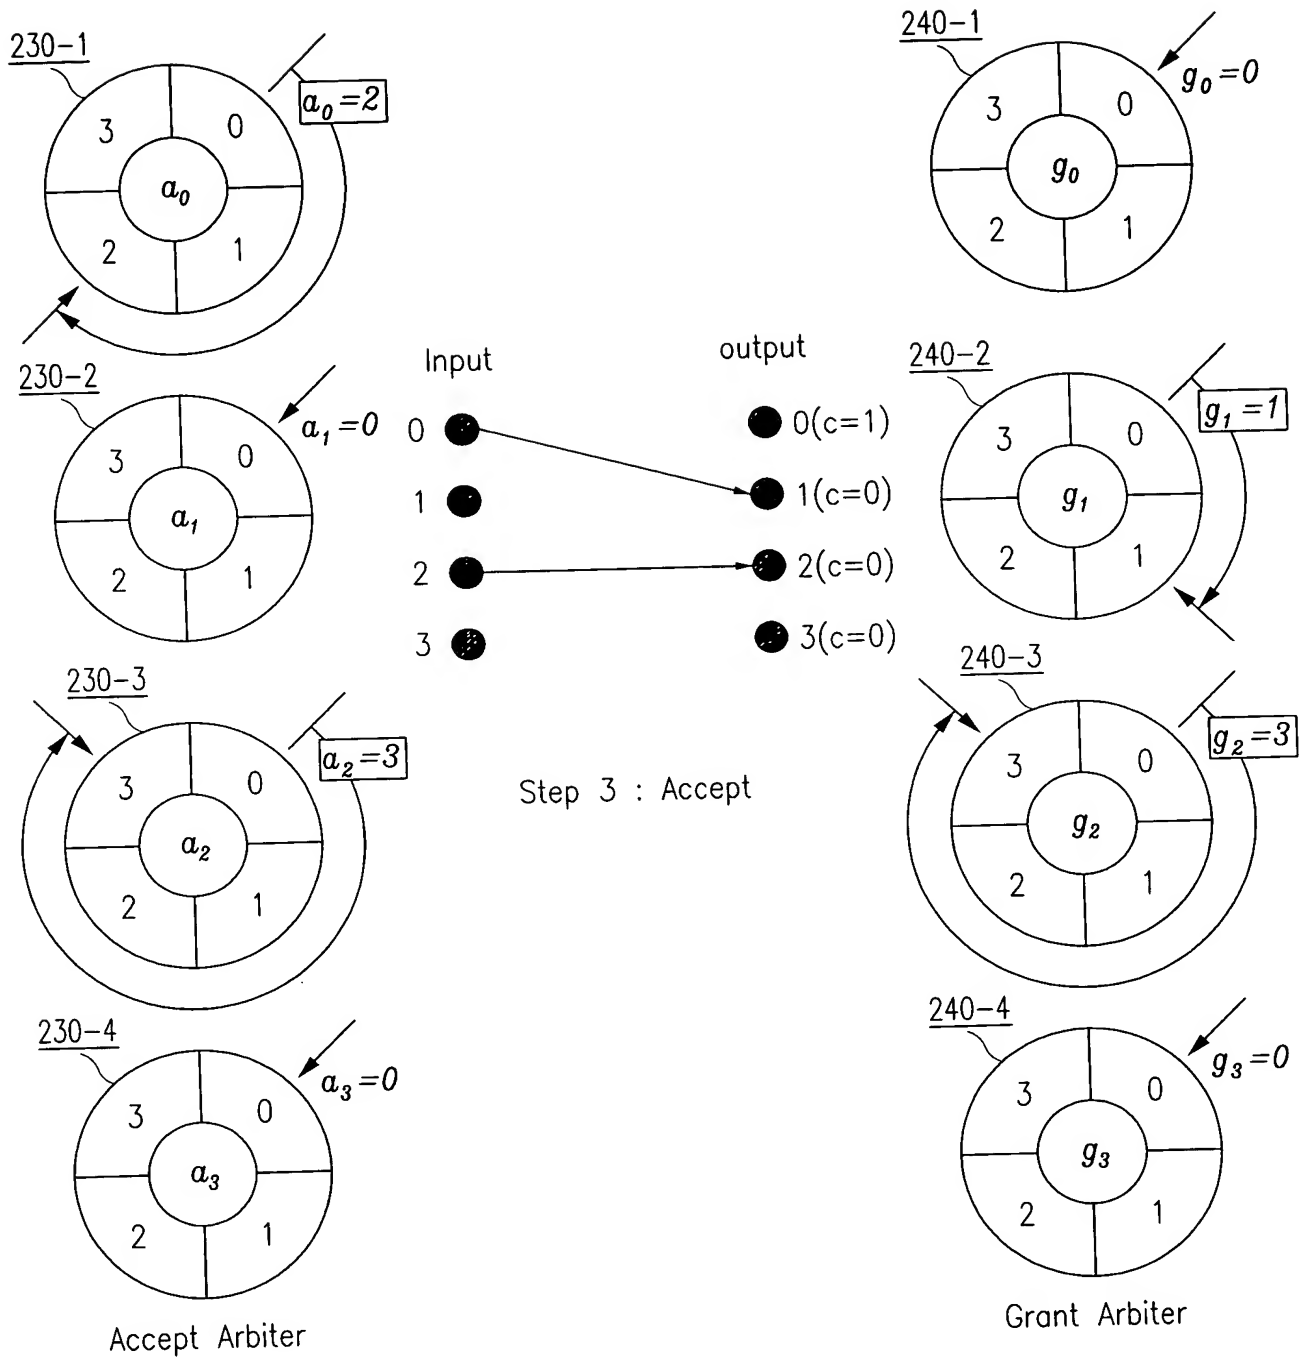 230-1
a0=2
3
0
a0
2
1
240-1
g0=0
3
0
g0
2
1
230-2
a1=0
3
0
a1
2
1
Input
output
0
0(c=1)
1
1(c=0)
2
2(c=0)
3
3(c=0)
240-2
g1=1
3
0
g1
2
1
230-3
a2=3
3
0
a2
2
1
Step 3 : Accept
240-3
g2=3
3
0
g2
2
1
230-4
a3=0
3
0
a3
2
1
Accept Arbiter
240-4
g3=0
3
0
g3
2
1
Grant Arbiter